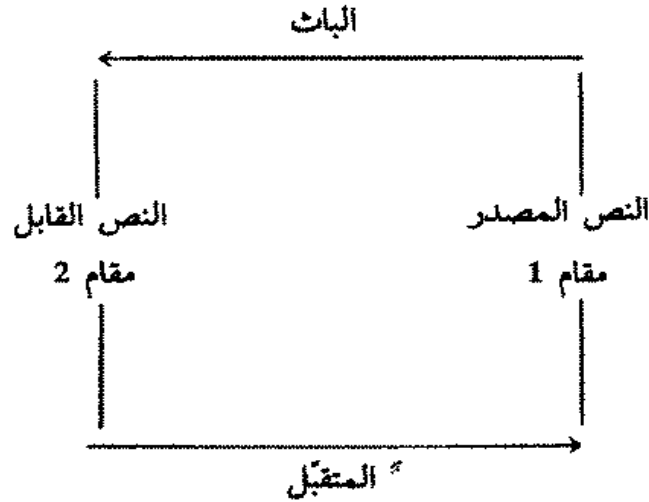 الباث
النص المصدر
مقام 1
النص القابل
مقام 2
المتقبّل